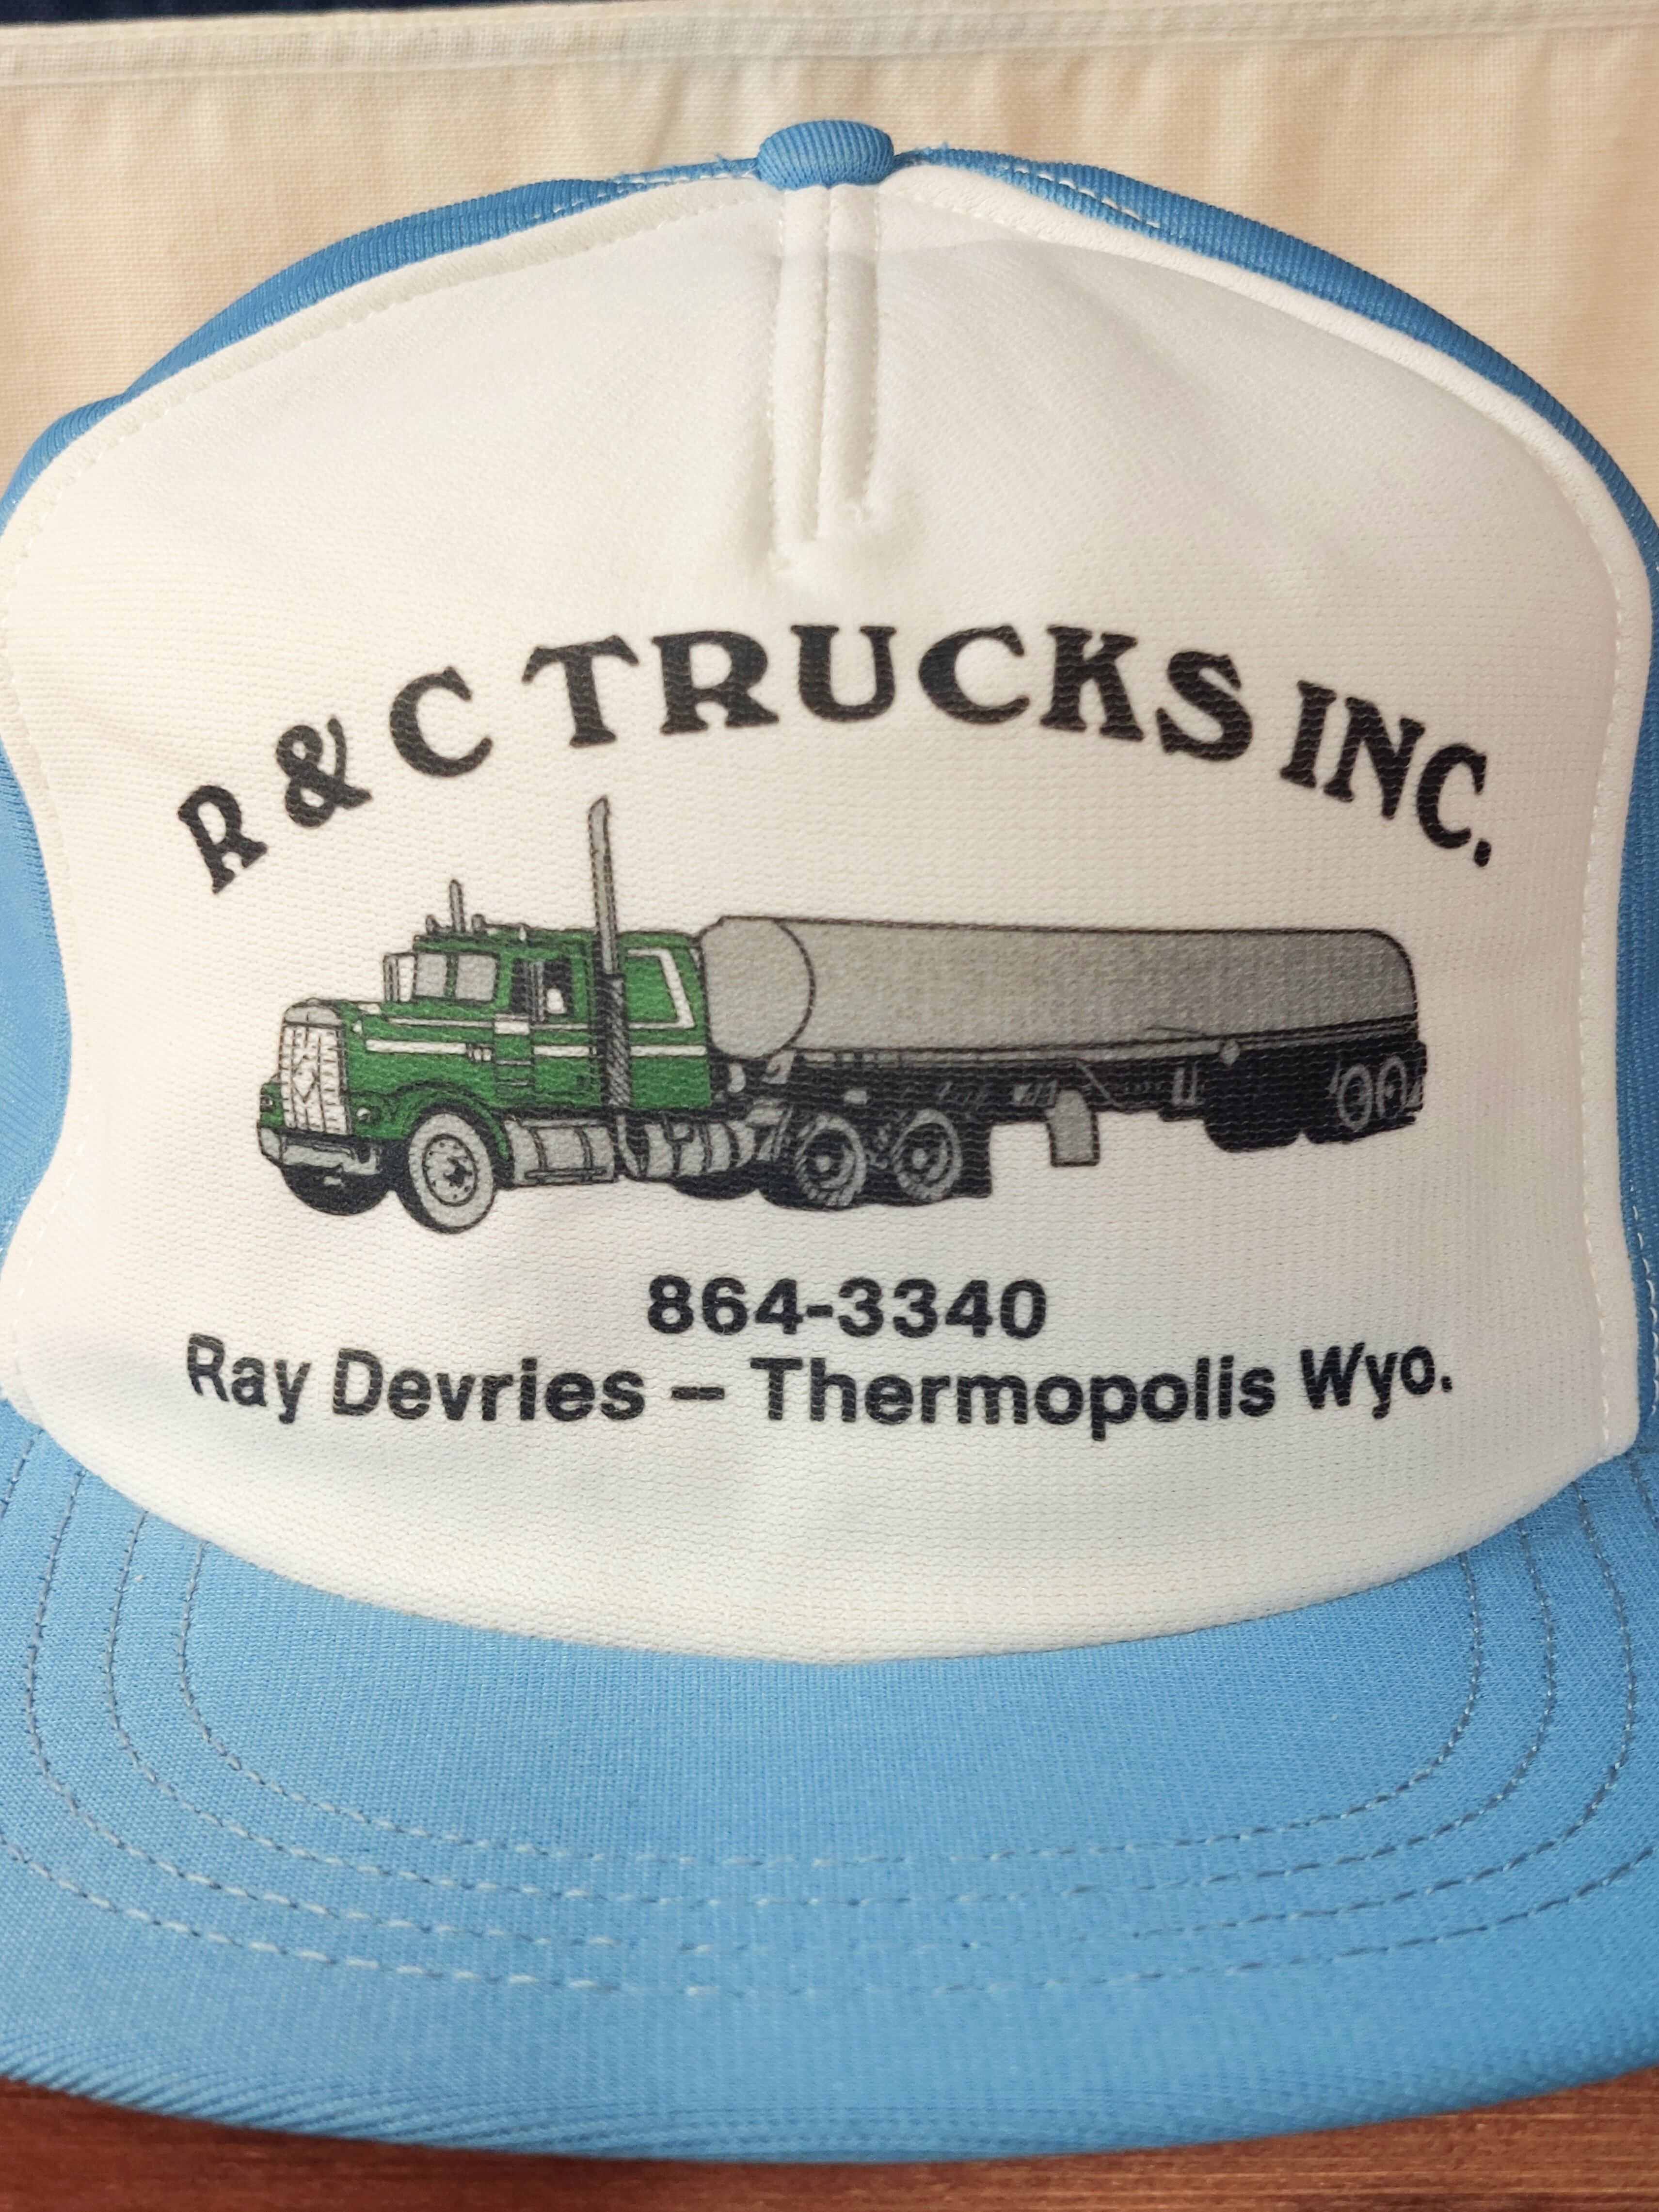 R & C TRUCKS INC.
864-3340
Ray Devries – Thermopolis Wyo.